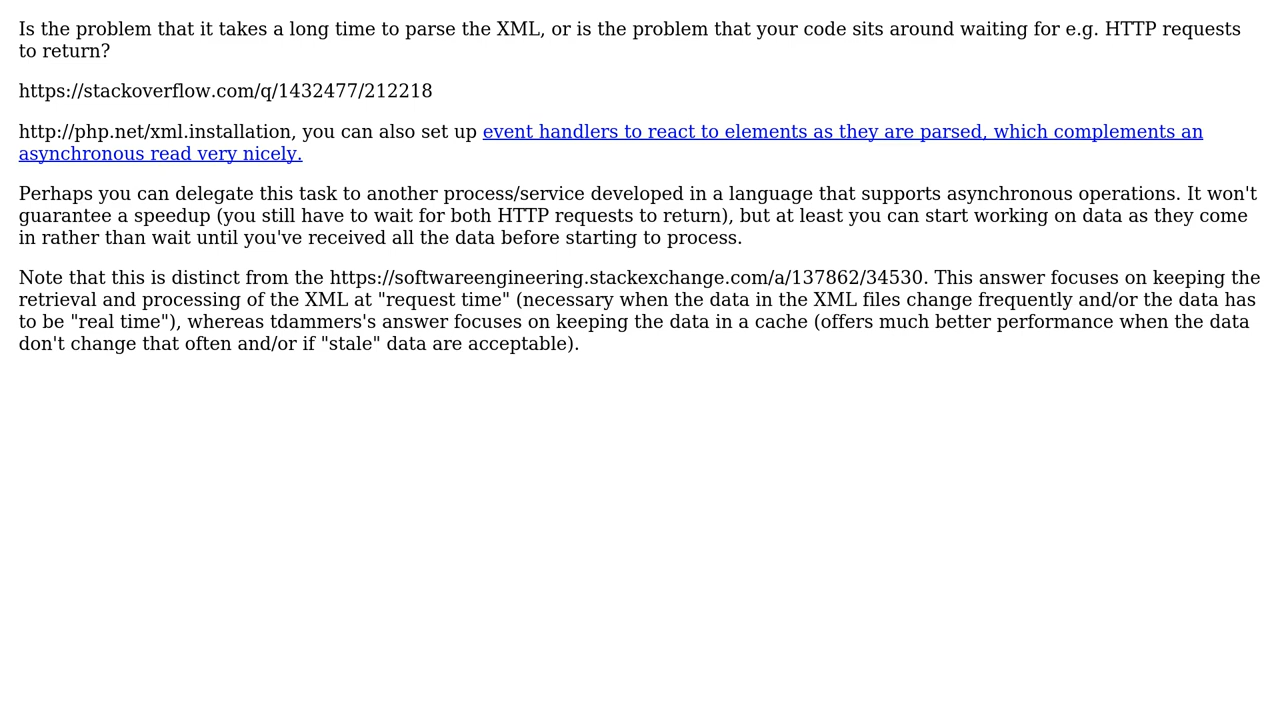 Is the problem that it takes a long time to parse the XML, or is the problem that your code sits around waiting for e.g. HTTP requests
to return?
https://stackoverflow.com/q/1432477/212218
http://php.net/xml.installation, you can also set up event handlers to react to elements as they are parsed, which complements an
asynchronous read very nicely.
Perhaps you can delegate this task to another process/service developed in a language that supports asynchronous operations. It won't
guarantee a speedup (you still have to wait for both HTTP requests to return), but at least you can start working on data as they come
in rather than wait until you've received all the data before starting to process.
Note that this is distinct from the https://softwareengineering.stackexchange.com/a/137862/34530. This answer focuses on keeping the
retrieval and processing of the XML at "request time" (necessary when the data in the XML files change frequently and/or the data has
to be "real time"), whereas tdammers's answer focuses on keeping the data in a cache (offers much better performance when the data
don't change that often and/or if "stale" data are acceptable).